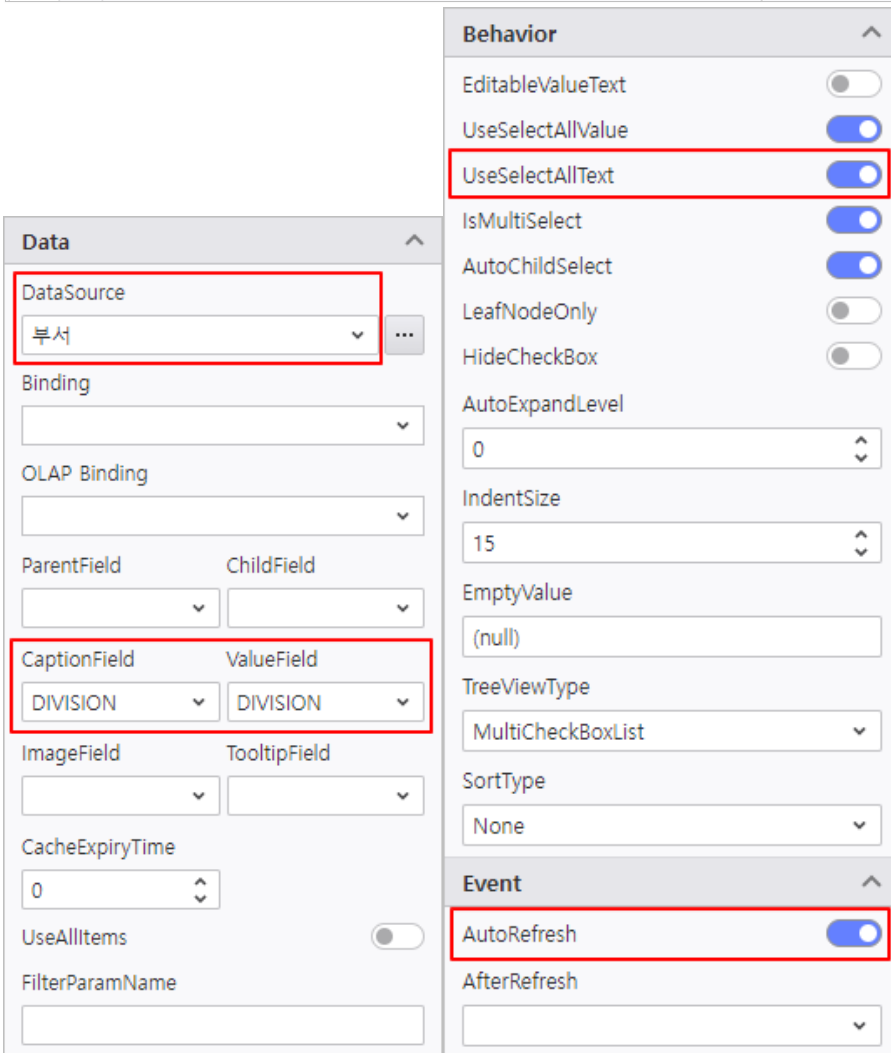 Data
DataSource
부서
...
Binding
OLAP Binding
ParentField ChildField
CaptionField ValueField
DIVISION DIVISION
ImageField TooltipField
CacheExpiryTime
0
UseAllItems
FilterParamName
Behavior
EditableValueText
UseSelectAllValue
UseSelectAllText
IsMultiSelect
AutoChildSelect
LeafNodeOnly
HideCheckBox
AutoExpandLevel
0
IndentSize
15
EmptyValue
(null)
TreeViewType
MultiCheckBoxList
SortType
None
Event
AutoRefresh
AfterRefresh